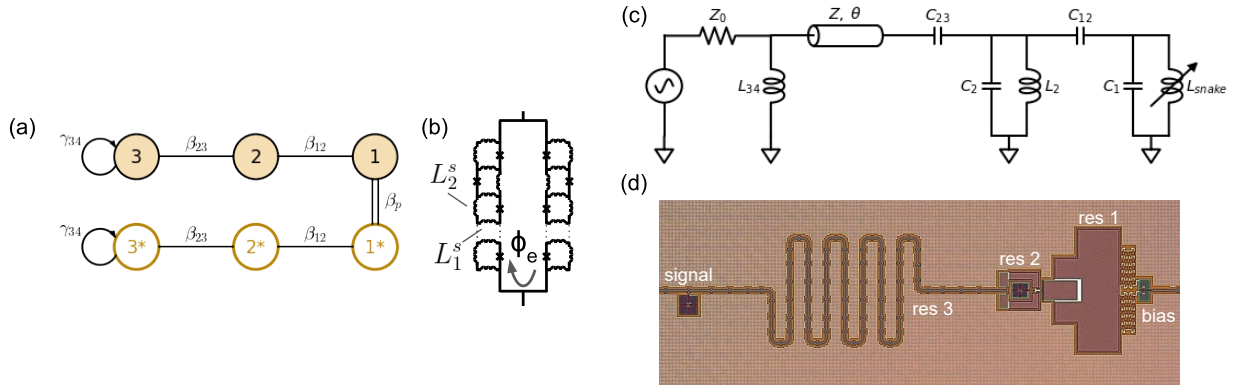 (a)
γ₃₄
3
β₂₃
2
β₁₂
1
βₚ
γ₃₄
3*
β₂₃
2*
β₁₂
1*
(b)
L₂ˢ
L₁ˢ
ϕₑ
(c)
Z₀
Z, θ
C₂₃
C₁₂
L₃₄
C₂
L₂
C₁
Lₛₙₐₖₑ
(d)
signal
res 3
res 2
res 1
bias